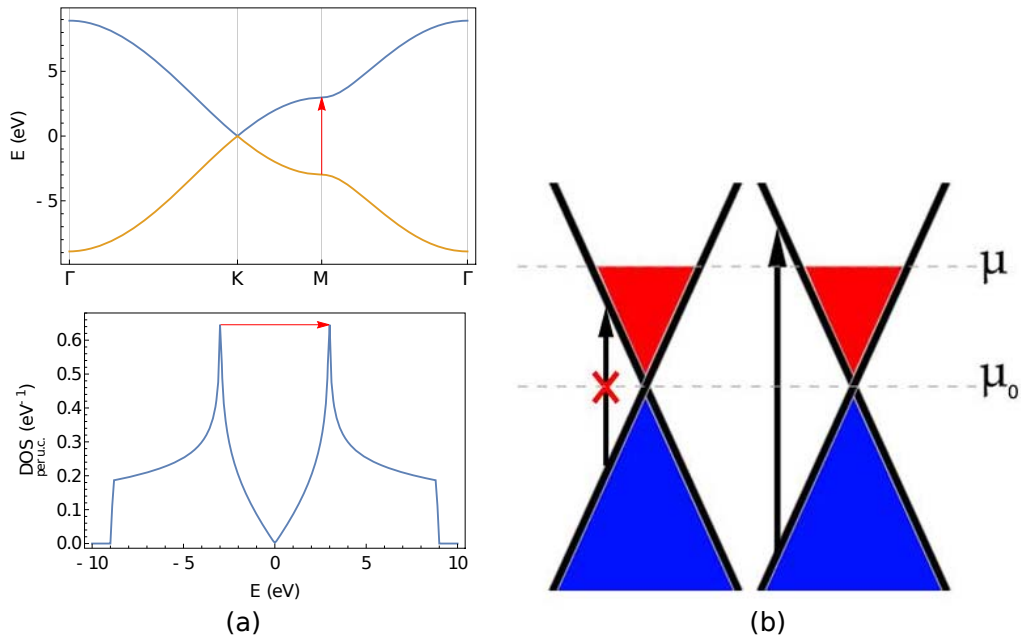 E (eV)
5
0
- 5
Γ K M Γ
DOS (eV⁻¹)
per u.c.
0.6
0.5
0.4
0.3
0.2
0.1
0.0
- 10 - 5 0 5 10
E (eV)
(a)
μ
μ₀
(b)